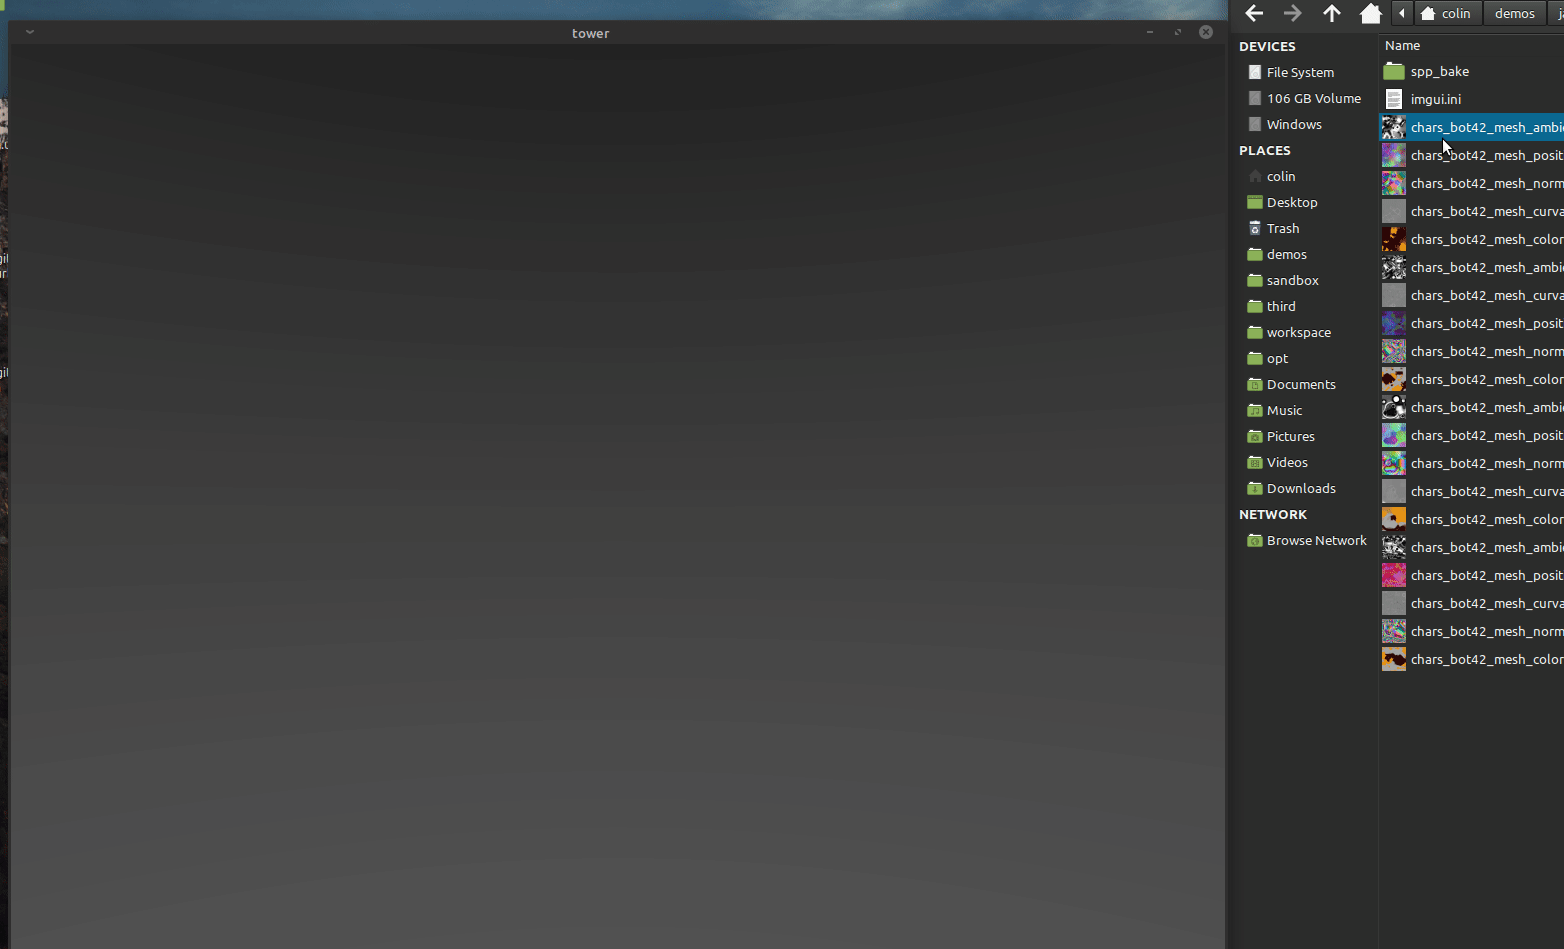 tower
colin
demos
DEVICES
File System
106 GB Volume
Windows
PLACES
colin
Desktop
Trash
demos
sandbox
third
workspace
opt
Documents
Music
Pictures
Videos
Downloads
NETWORK
Browse Network
Name
spp_bake
imgui.ini
chars_bot42_mesh_ambi
chars_bot42_mesh_posit
chars_bot42_mesh_norm
chars_bot42_mesh_curva
chars_bot42_mesh_color
chars_bot42_mesh_ambi
chars_bot42_mesh_curva
chars_bot42_mesh_posit
chars_bot42_mesh_norm
chars_bot42_mesh_color
chars_bot42_mesh_ambi
chars_bot42_mesh_posit
chars_bot42_mesh_norm
chars_bot42_mesh_curva
chars_bot42_mesh_color
chars_bot42_mesh_ambi
chars_bot42_mesh_posit
chars_bot42_mesh_curva
chars_bot42_mesh_norm
chars_bot42_mesh_color